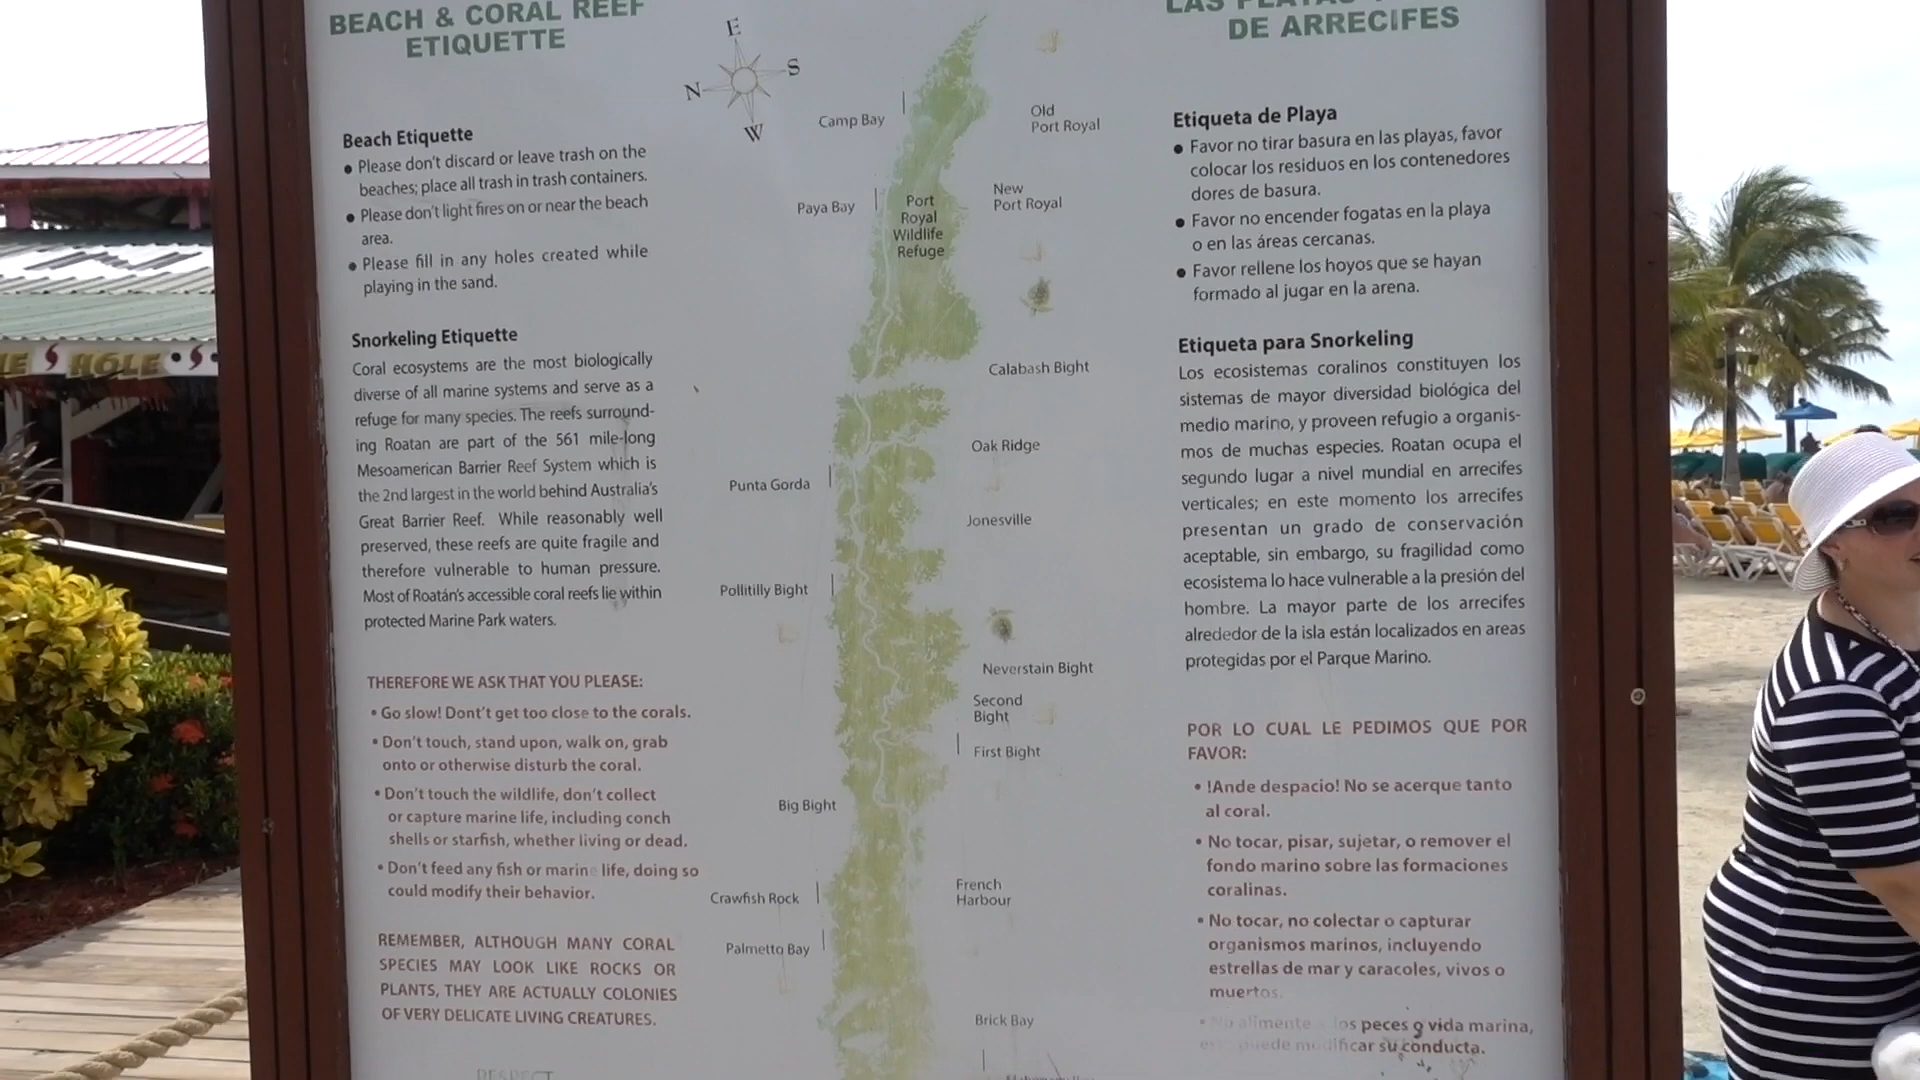 BEACH & CORAL REEF
ETIQUETTE
Beach Etiquette
● Please don't discard or leave trash on the
beaches; place all trash in trash containers.
● Please don't light fires on or near the beach
area.
● Please fill in any holes created while
playing in the sand.
Snorkeling Etiquette
Coral ecosystems are the most biologically
diverse of all marine systems and serve as a
refuge for many species. The reefs surround-
ing Roatan are part of the 561 mile-long
Mesoamerican Barrier Reef System which is
the 2nd largest in the world behind Australia's
Great Barrier Reef. While reasonably well
preserved, these reefs are quite fragile and
therefore vulnerable to human pressure.
Most of Roatán's accessible coral reefs lie within
protected Marine Park waters.
THEREFORE WE ASK THAT YOU PLEASE:
• Go slow! Dont't get too close to the corals.
• Don't touch, stand upon, walk on, grab
onto or otherwise disturb the coral.
• Don't touch the wildlife, don't collect
or capture marine life, including conch
shells or starfish, whether living or dead.
• Don't feed any fish or marine life, doing so
could modify their behavior.
REMEMBER, ALTHOUGH MANY CORAL
SPECIES MAY LOOK LIKE ROCKS OR
PLANTS, THEY ARE ACTUALLY COLONIES
OF VERY DELICATE LIVING CREATURES.
RESPECT
E
N
S
W
Camp Bay
Old
Port Royal
Paya Bay
Port
Royal
Wildlife
Refuge
New
Port Royal
Calabash Bight
Oak Ridge
Punta Gorda
Jonesville
Pollitilly Bight
Neverstain Bight
Second
Bight
First Bight
Big Bight
French
Harbour
Crawfish Rock
Palmetto Bay
Brick Bay
LAS PLAYAS
DE ARRECIFES
Etiqueta de Playa
● Favor no tirar basura en las playas, favor
colocar los residuos en los contenedores
dores de basura.
● Favor no encender fogatas en la playa
o en las áreas cercanas.
● Favor rellene los hoyos que se hayan
formado al jugar en la arena.
Etiqueta para Snorkeling
Los ecosistemas coralinos constituyen los
sistemas de mayor diversidad biológica del
medio marino, y proveen refugio a organis-
mos de muchas especies. Roatan ocupa el
segundo lugar a nivel mundial en arrecifes
verticales; en este momento los arrecifes
presentan un grado de conservación
aceptable, sin embargo, su fragilidad como
ecosistema lo hace vulnerable a la presión del
hombre. La mayor parte de los arrecifes
alrededor de la isla están localizados en areas
protegidas por el Parque Marino.
POR LO CUAL LE PEDIMOS QUE POR
FAVOR:
• !Ande despacio! No se acerque tanto
al coral.
• No tocar, pisar, sujetar, o remover el
fondo marino sobre las formaciones
coralinas.
• No tocar, no colectar o capturar
organismos marinos, incluyendo
estrellas de mar y caracoles, vivos o
muertos.
• No alimente a los peces o vida marina,
puede modificar su conducta.
HOLE